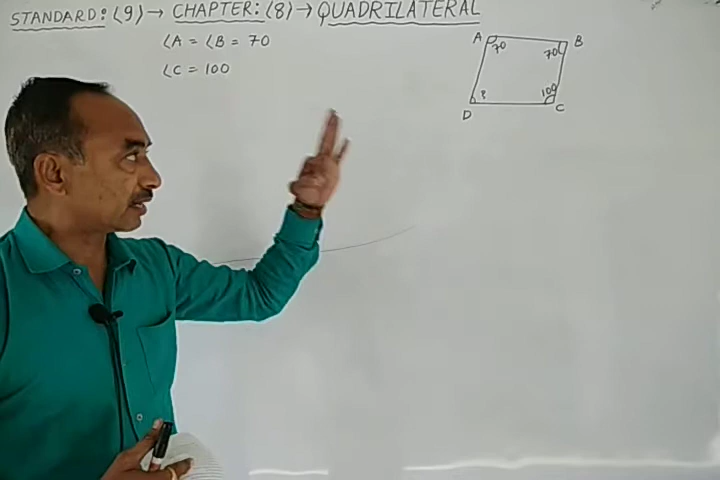 STANDARD: (9) → CHAPTER: (8) → QUADRILATERAL
∠A = ∠B = 70
∠C = 100
A 70 70 B
? 100
D C